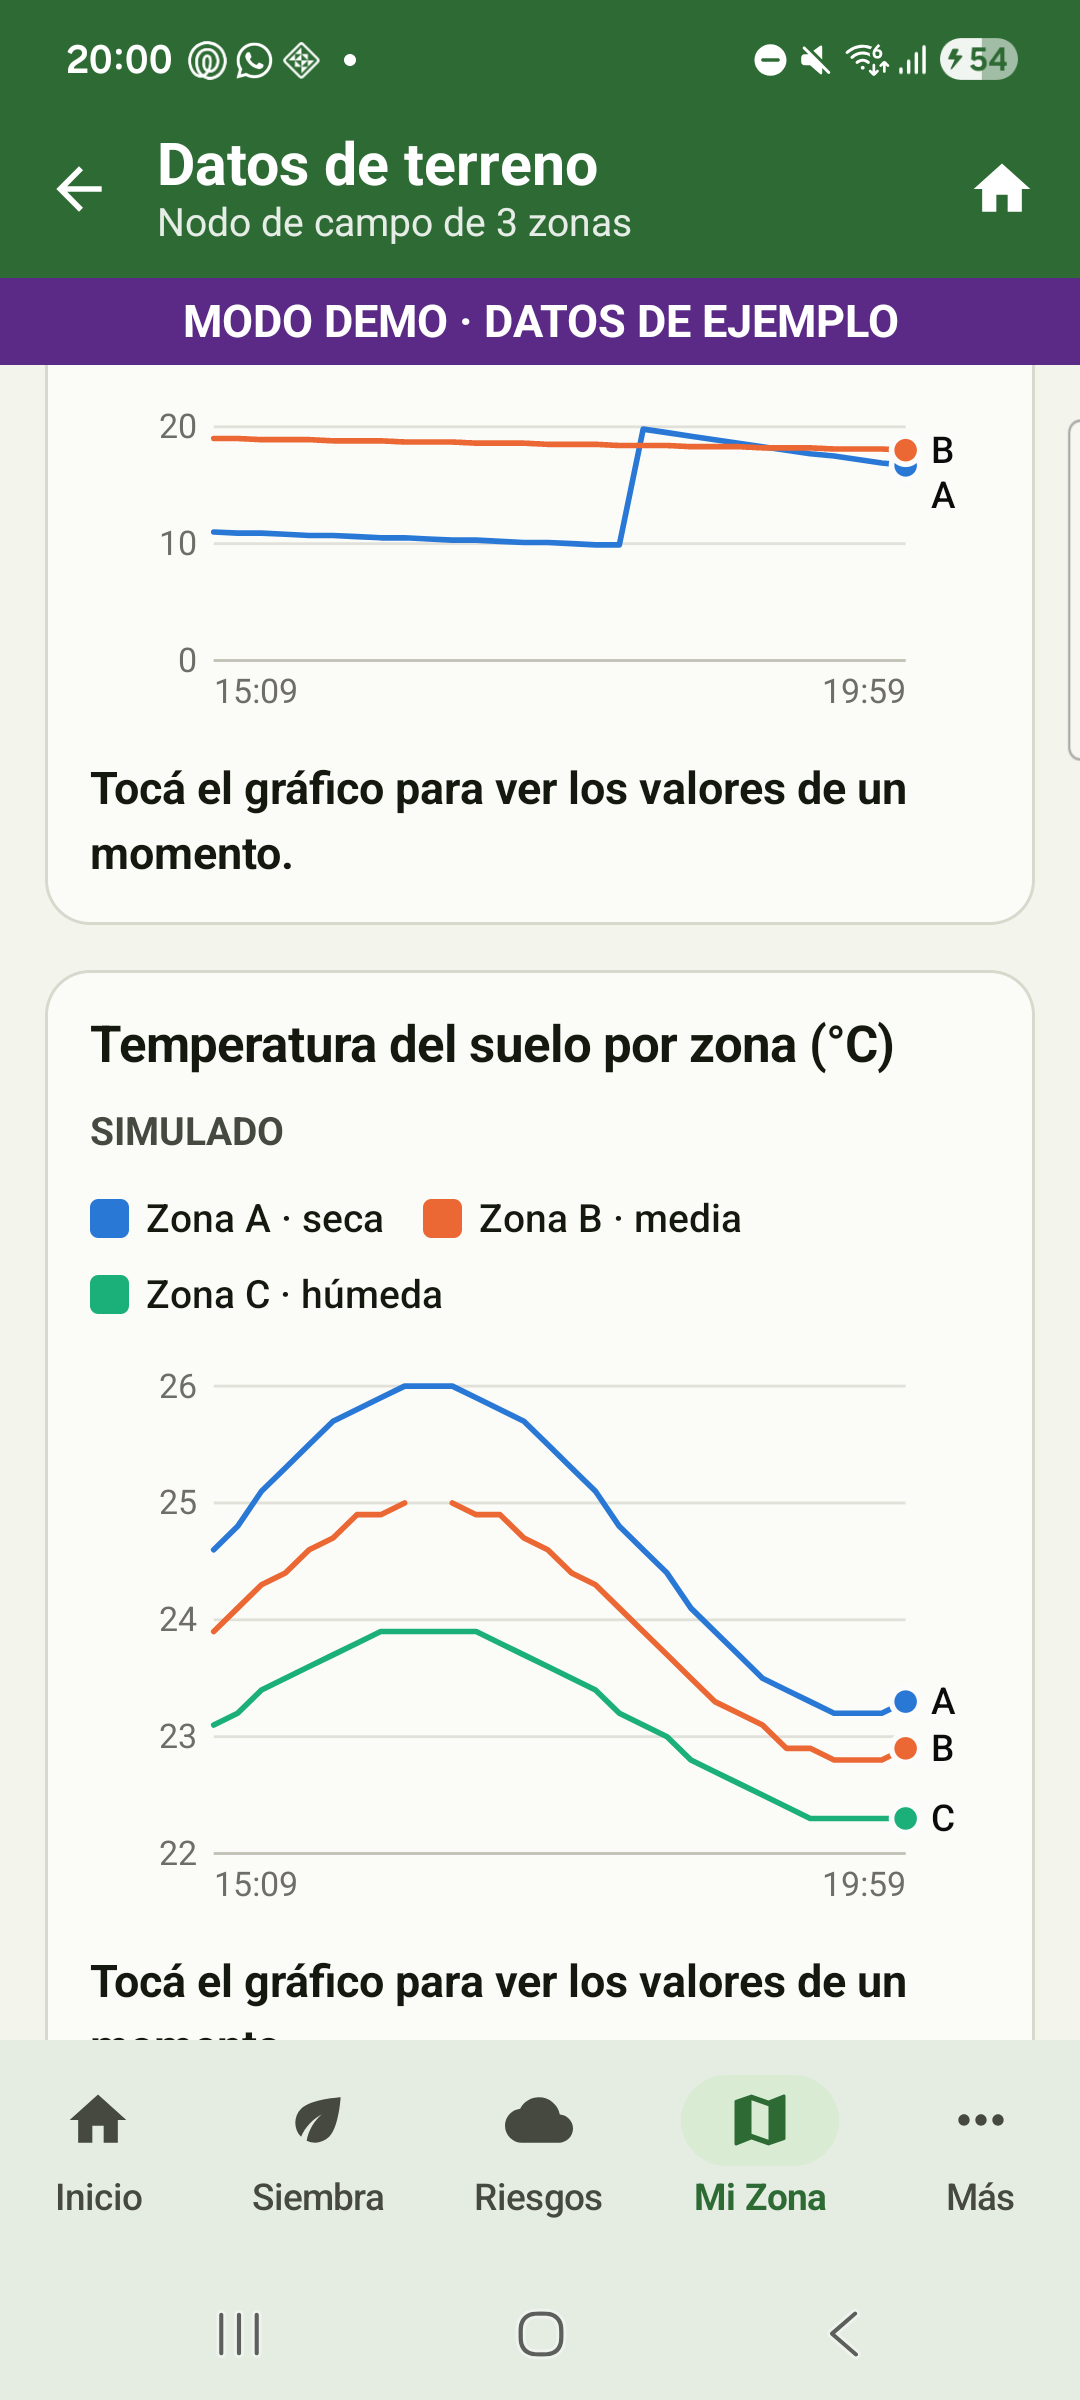 20:00
54
Datos de terreno
Nodo de campo de 3 zonas
MODO DEMO · DATOS DE EJEMPLO
20
B
A
10
0
15:09 19:59
Tocá el gráfico para ver los valores de un
momento.
Temperatura del suelo por zona (°C)
SIMULADO
Zona A · seca Zona B · media
Zona C · húmeda
26
25
24
A
23
B
C
22
15:09 19:59
Tocá el gráfico para ver los valores de un
Inicio Siembra Riesgos Mi Zona Más